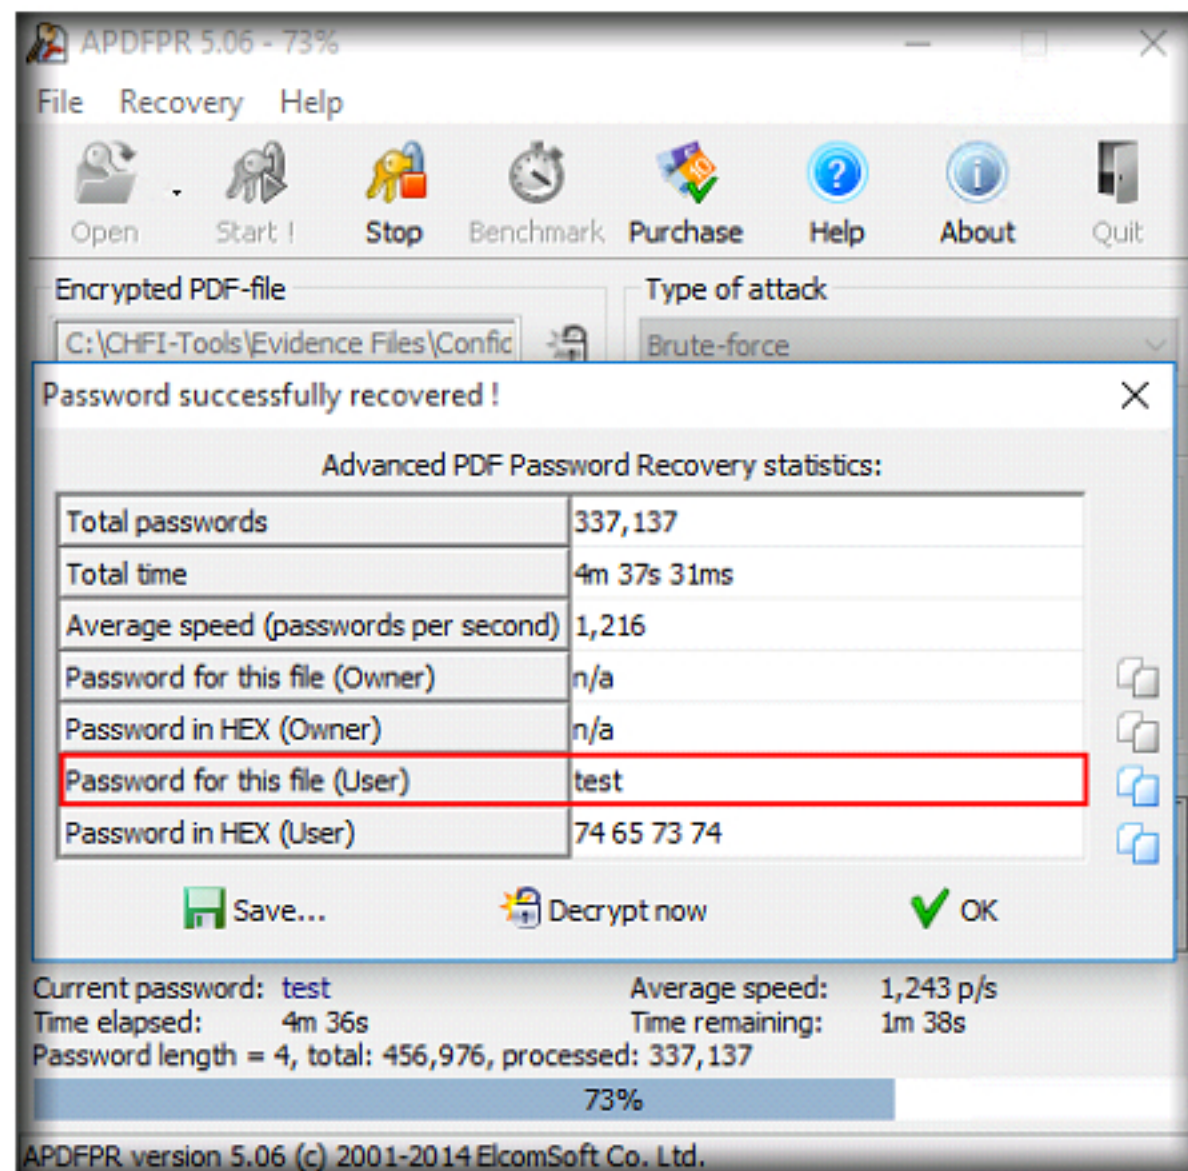 APDFPR 5.06 - 73%
File Recovery Help
Open Start ! Stop Benchmark Purchase Help About Quit
Encrypted PDF-file Type of attack
C:\CHFI-Tools\Evidence Files\Confid Brute-force
Password successfully recovered !
Advanced PDF Password Recovery statistics:
Total passwords 337,137
Total time 4m 37s 31ms
Average speed (passwords per second) 1,216
Password for this file (Owner) n/a
Password in HEX (Owner) n/a
Password for this file (User) test
Password in HEX (User) 74 65 73 74
Save... Decrypt now OK
Current password: test Average speed: 1,243 p/s
Time elapsed: 4m 36s Time remaining: 1m 38s
Password length = 4, total: 456,976, processed: 337,137
73%
APDFPR version 5.06 (c) 2001-2014 ElcomSoft Co. Ltd.